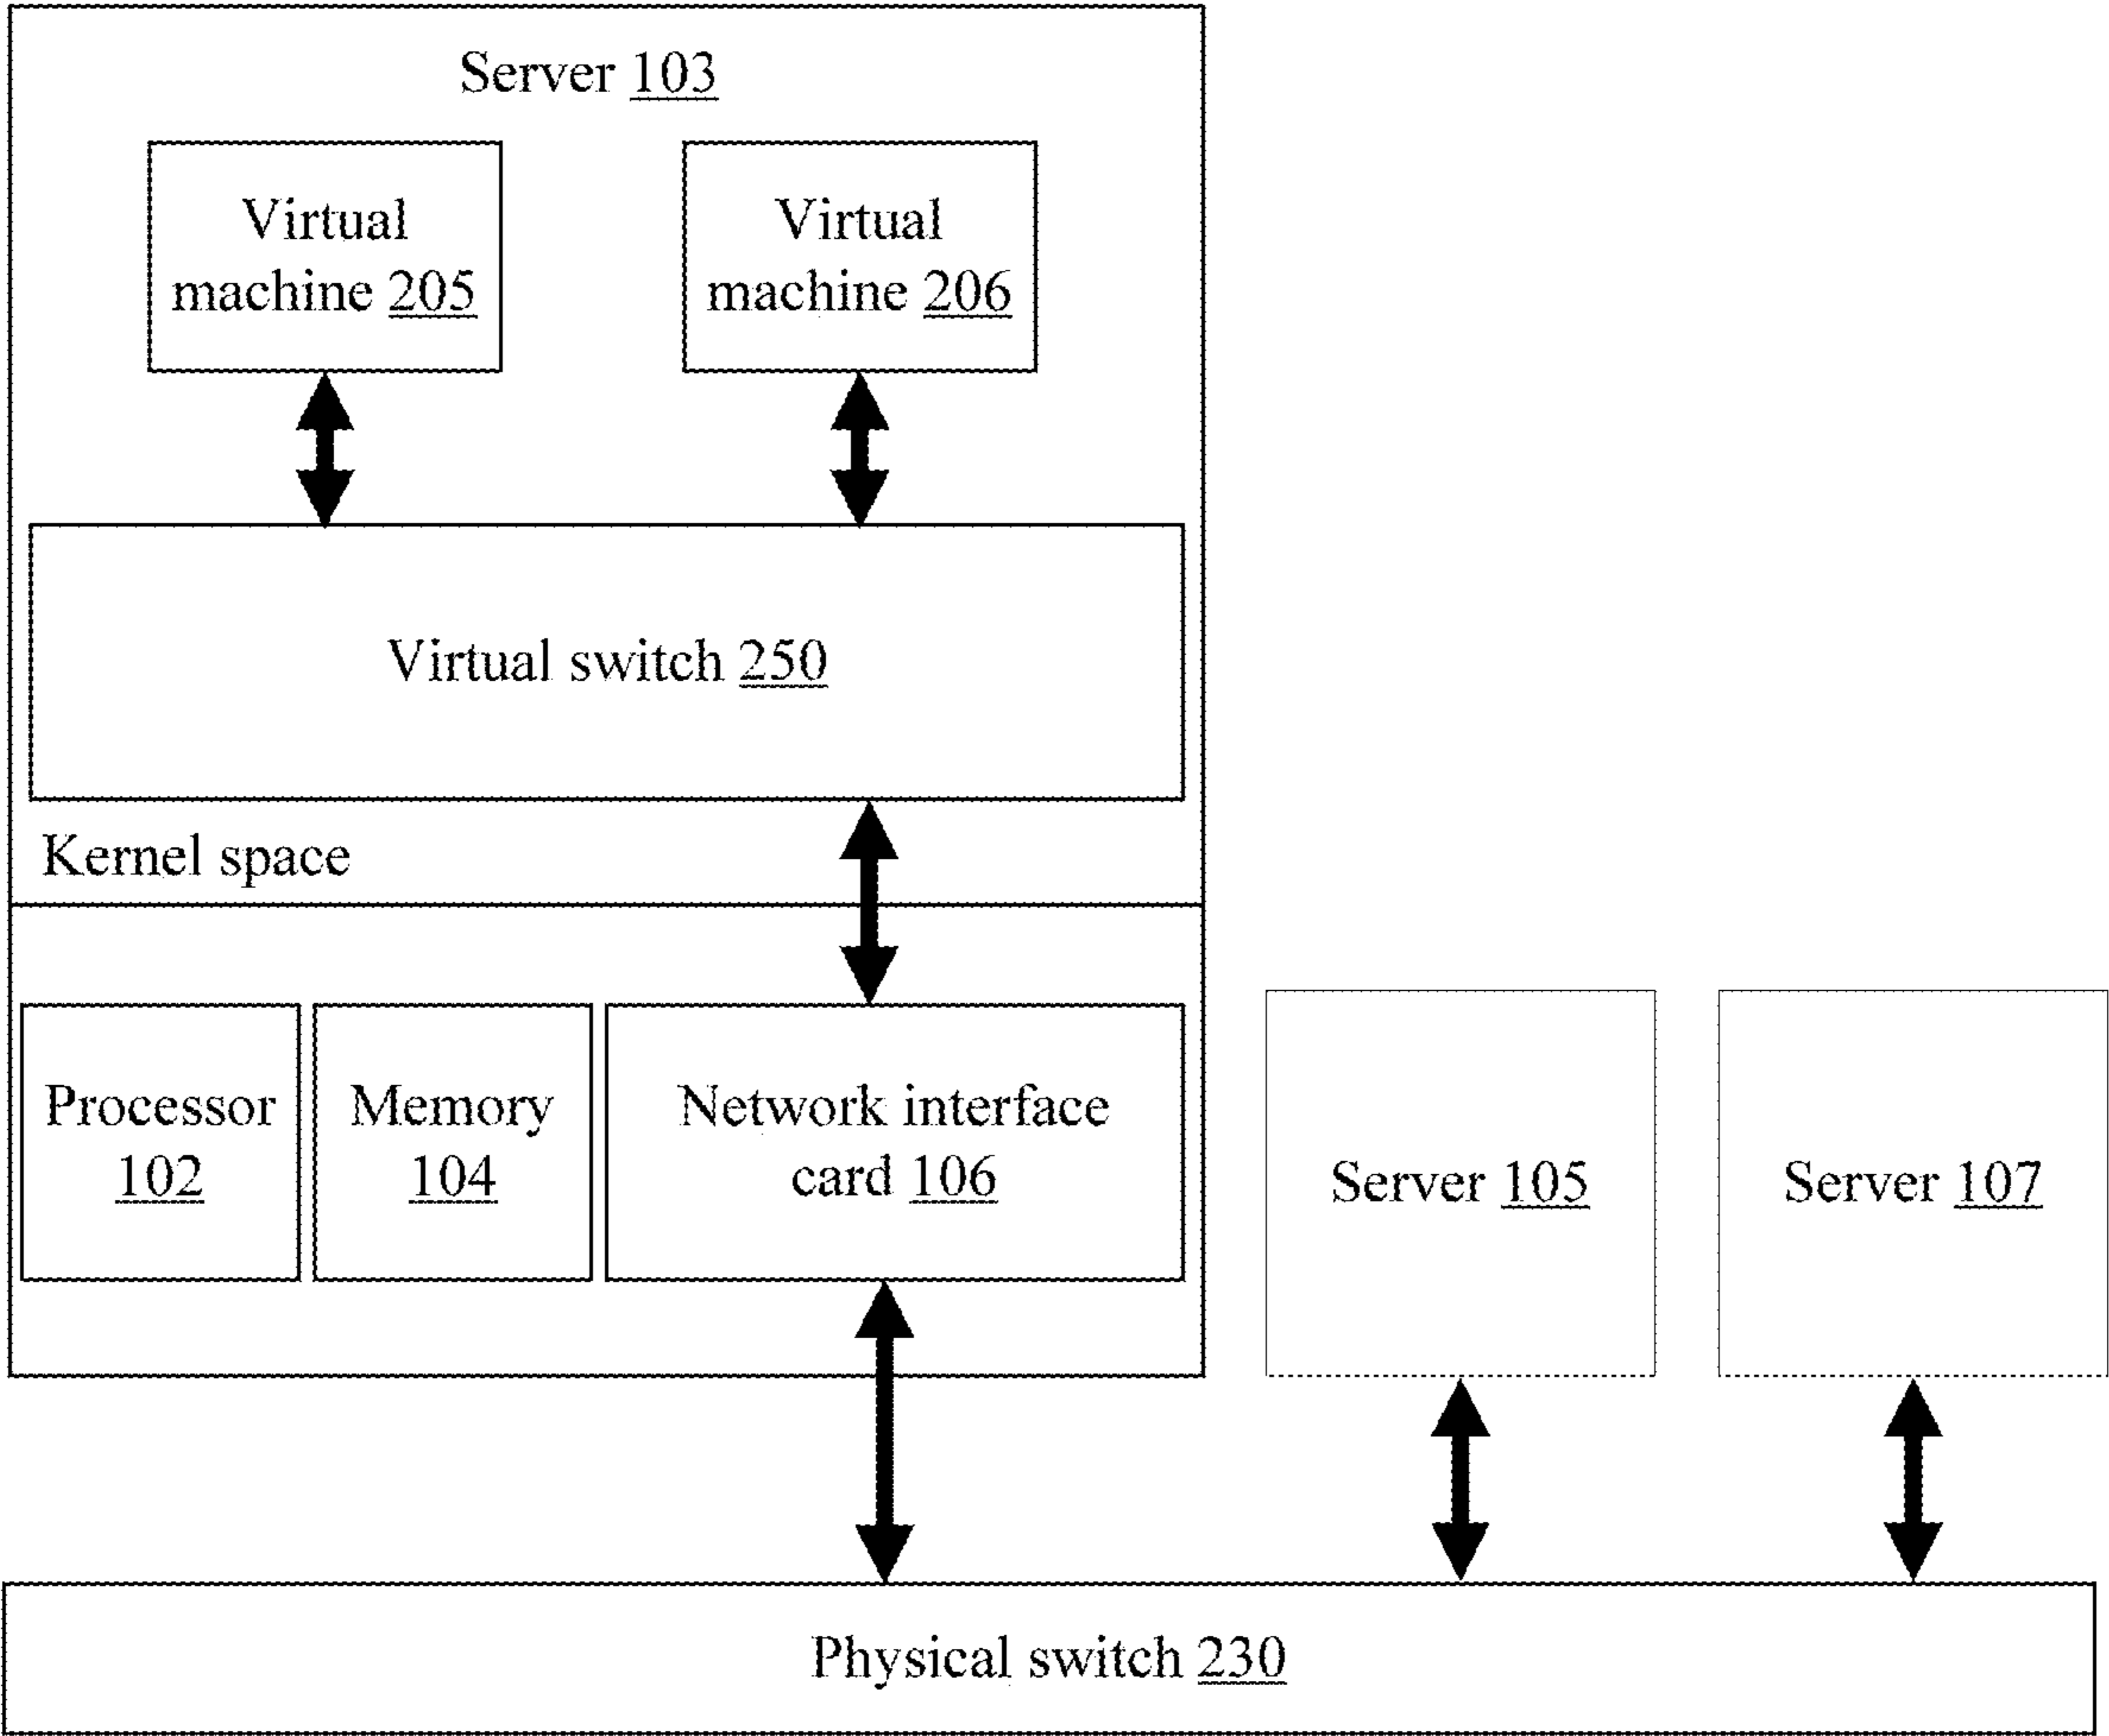 Server 103
Virtual
machine 205
Virtual
machine 206
Virtual switch 250
Kernel space
Processor
102
Memory
104
Network interface
card 106
Server 105
Server 107
Physical switch 230